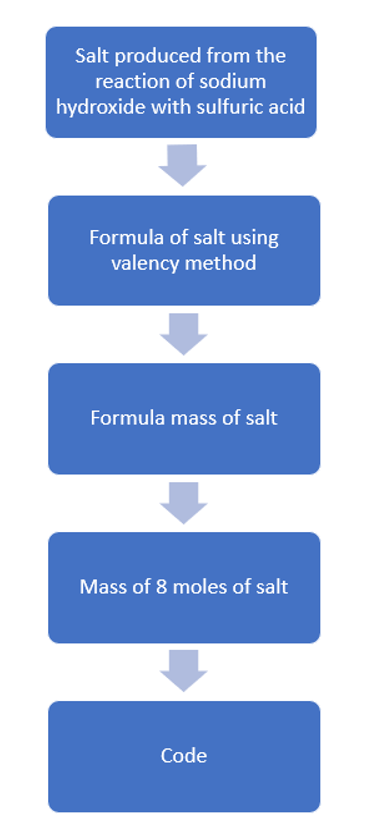 Salt produced from the
reaction of sodium
hydroxide with sulfuric acid
Formula of salt using
valency method
Formula mass of salt
Mass of 8 moles of salt
Code